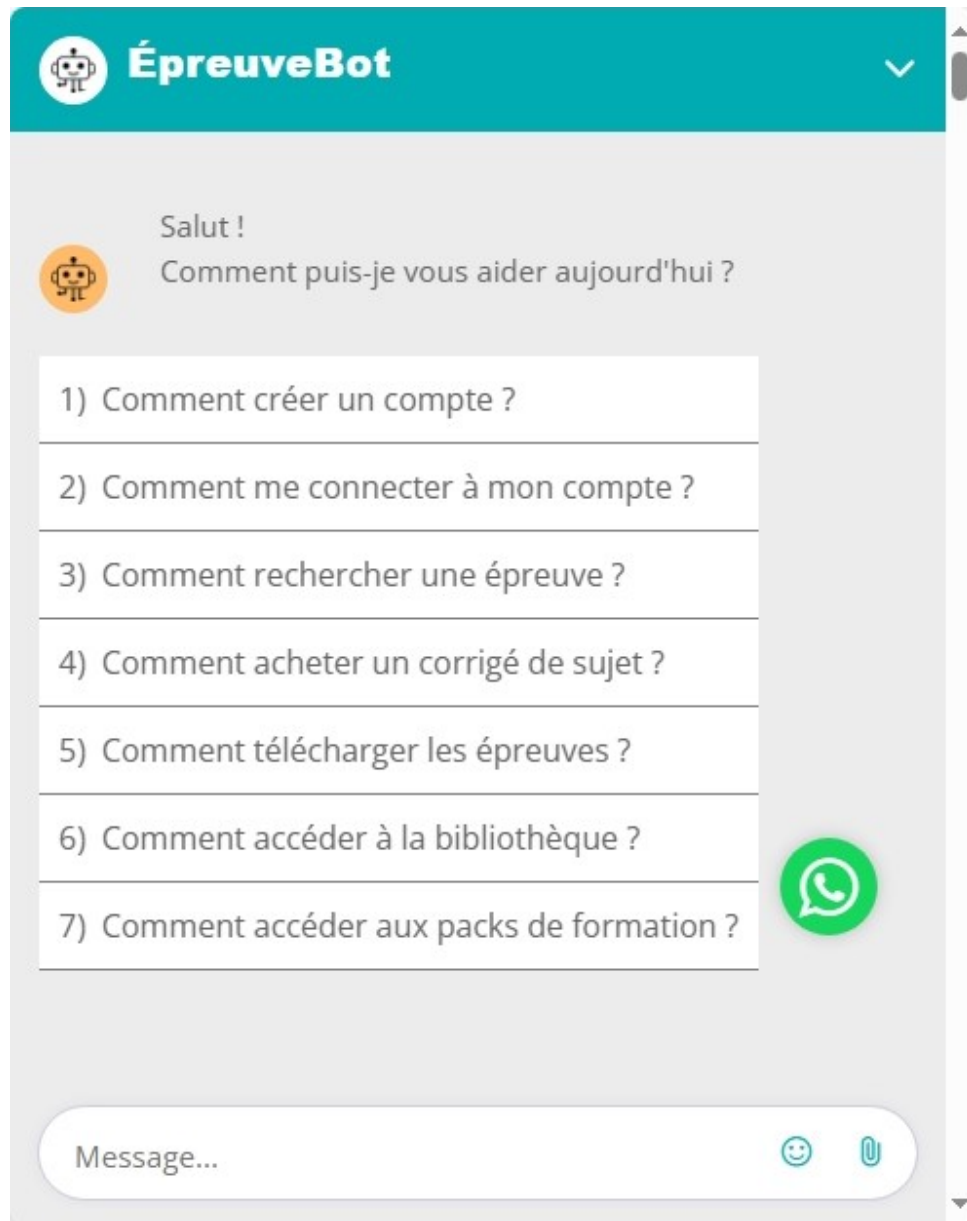 ÉpreuveBot
Salut !
Comment puis-je vous aider aujourd'hui ?
1) Comment créer un compte ?
2) Comment me connecter à mon compte ?
3) Comment rechercher une épreuve ?
4) Comment acheter un corrigé de sujet ?
5) Comment télécharger les épreuves ?
6) Comment accéder à la bibliothèque ?
7) Comment accéder aux packs de formation ?
Message...